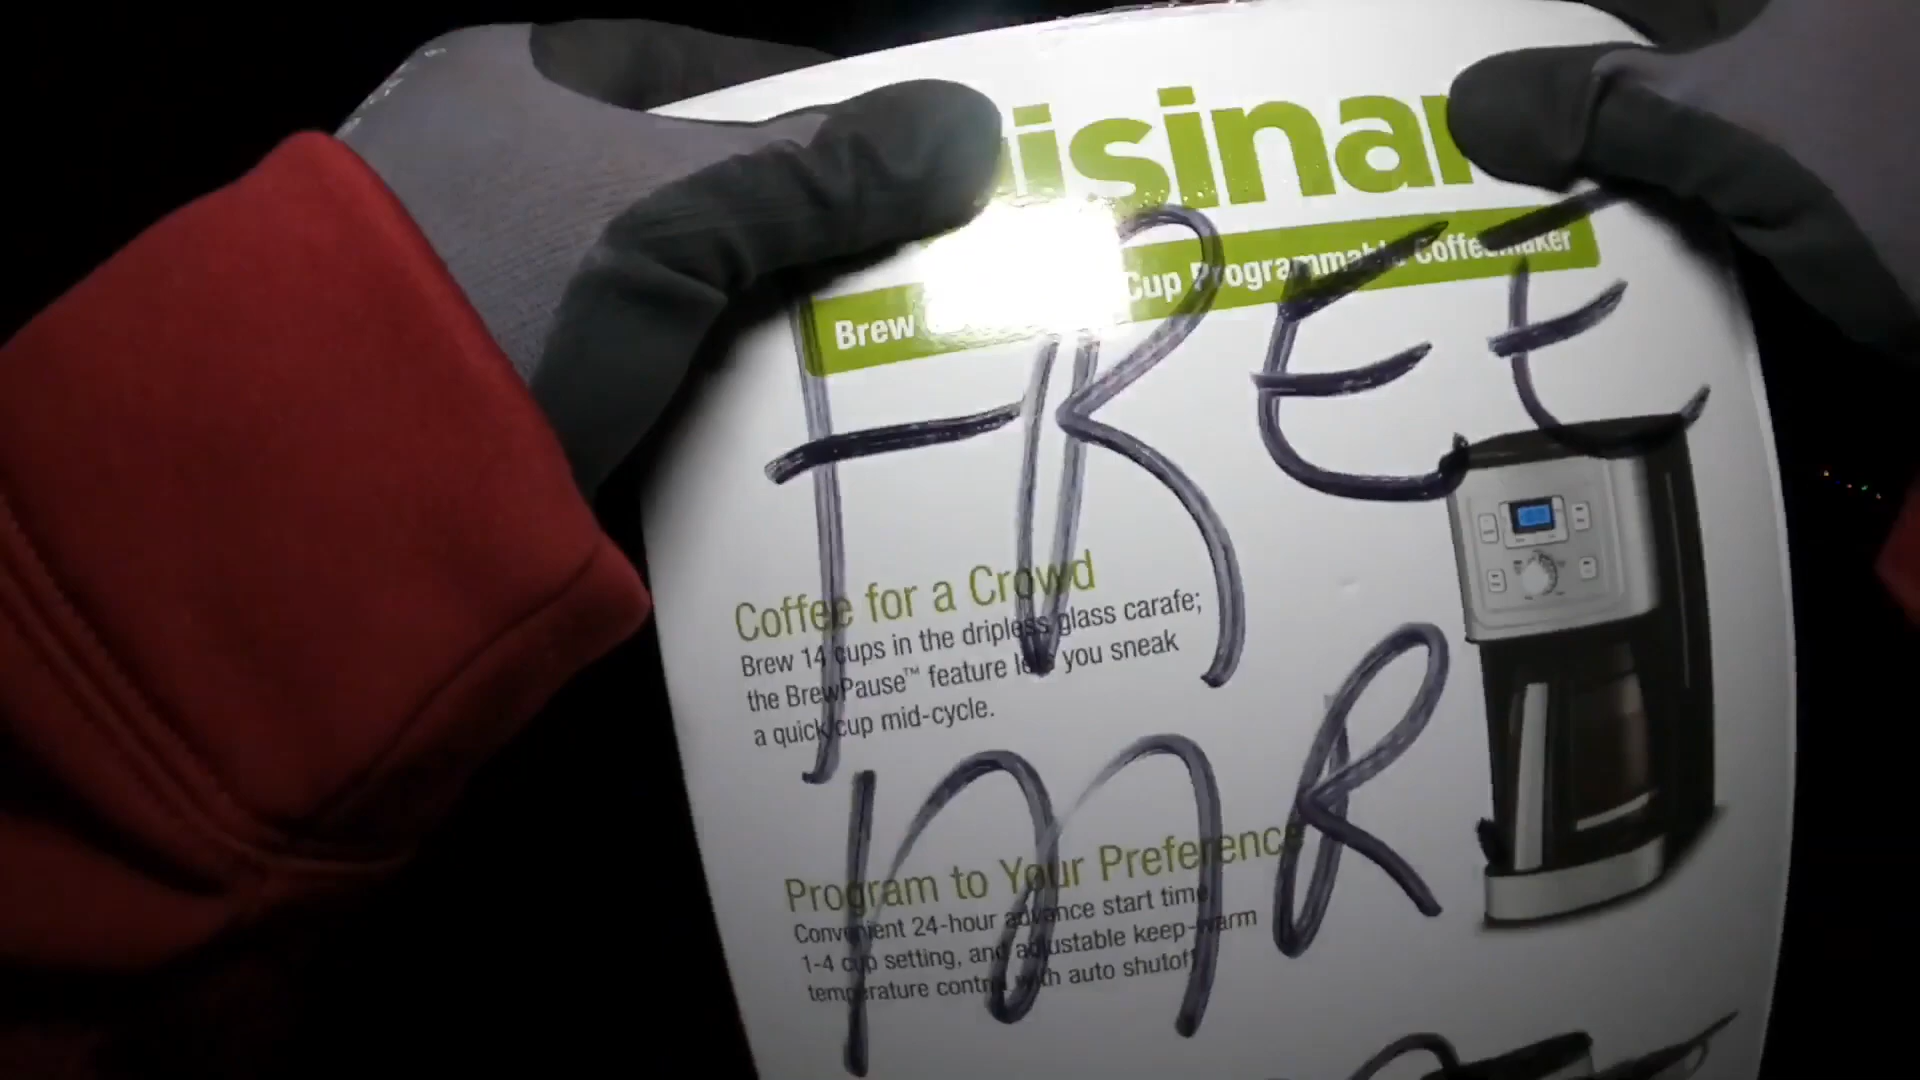 uisinar
Brew Cup Programmable Coffeemaker
FREE
Coffee for a Crowd
Brew 14 cups in the dripless glass carafe;
the BrewPause™ feature lets you sneak
a quick cup mid-cycle.
MR
Program to Your Preference
Convenient 24-hour advance start time
1-4 cup setting, and adjustable keep-warm
temperature control with auto shutoff